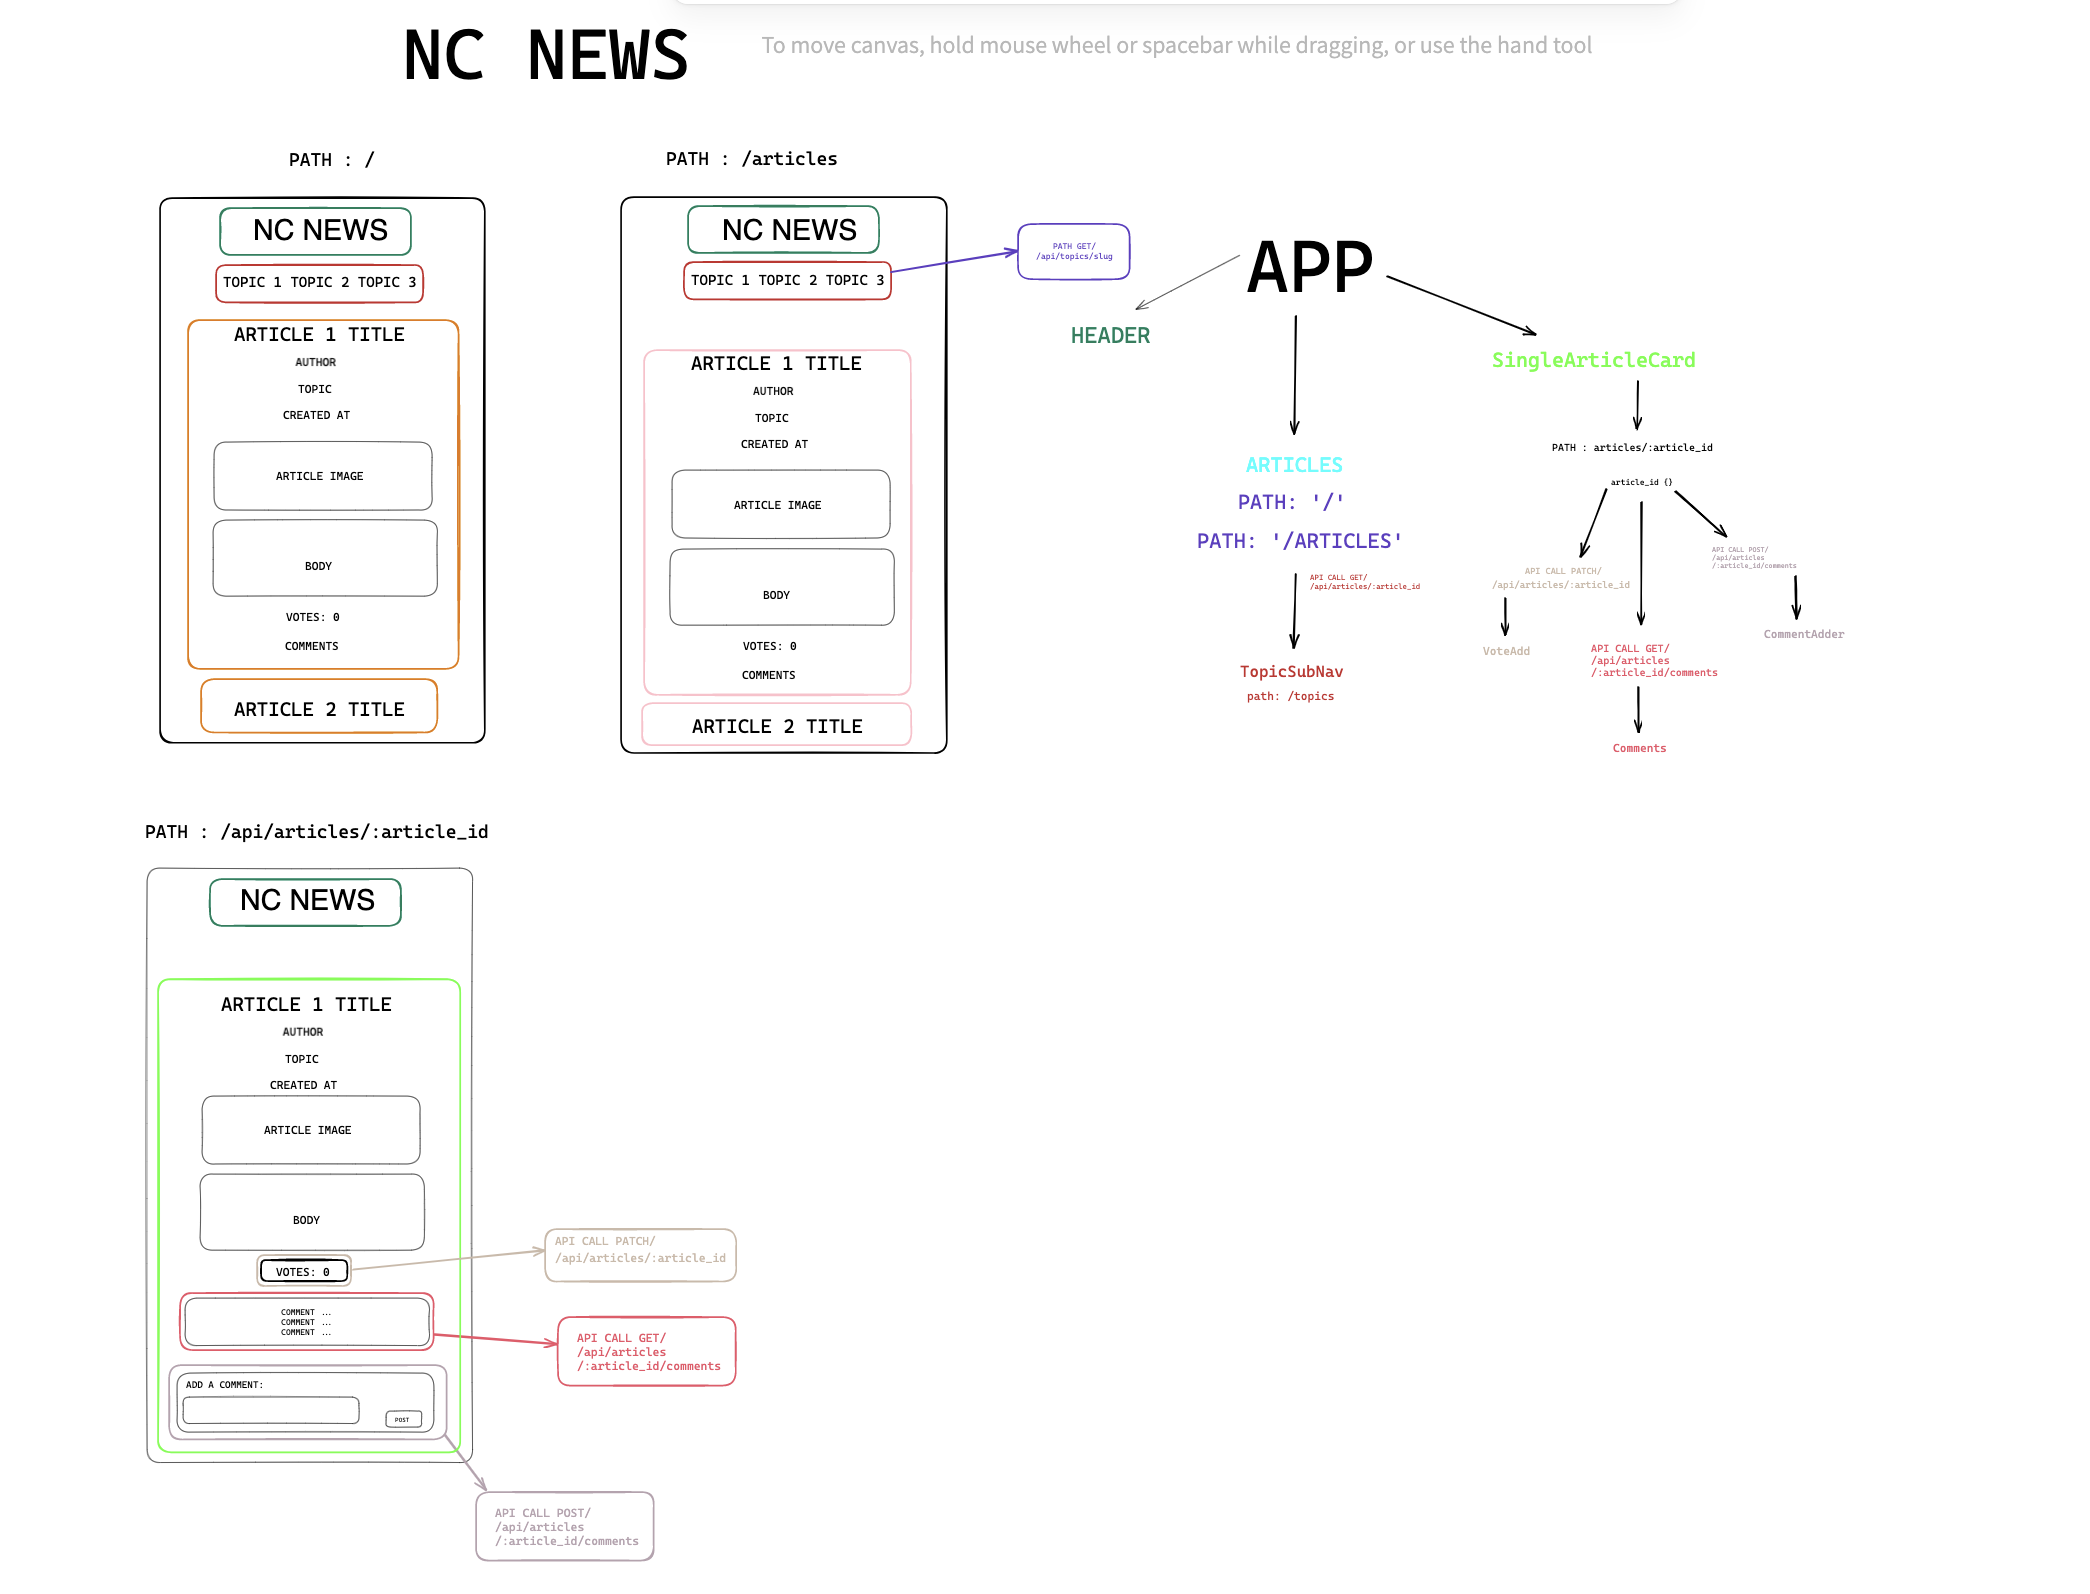 NC NEWS
To move canvas, hold mouse wheel or spacebar while dragging, or use the hand tool
PATH : /
NC NEWS
TOPIC 1 TOPIC 2 TOPIC 3
ARTICLE 1 TITLE
AUTHOR
TOPIC
CREATED AT
ARTICLE IMAGE
BODY
VOTES: 0
COMMENTS
ARTICLE 2 TITLE
PATH : /articles
NC NEWS
TOPIC 1 TOPIC 2 TOPIC 3
ARTICLE 1 TITLE
AUTHOR
TOPIC
CREATED AT
ARTICLE IMAGE
BODY
VOTES: 0
COMMENTS
ARTICLE 2 TITLE
PATH GET/
/api/topics/slug
APP
HEADER
ARTICLES
PATH: '/'
PATH: '/ARTICLES'
API CALL GET/
/api/articles/:article_id
TopicSubNav
path: /topics
SingleArticleCard
PATH : articles/:article_id
article_id {}
API CALL PATCH/
/api/articles/:article_id
VoteAdd
API CALL GET/
/api/articles
/:article_id/comments
Comments
API CALL POST/
/api/articles
/:article_id/comments
CommentAdder
PATH : /api/articles/:article_id
NC NEWS
ARTICLE 1 TITLE
AUTHOR
TOPIC
CREATED AT
ARTICLE IMAGE
BODY
VOTES: 0
COMMENT ...
COMMENT ...
COMMENT ...
ADD A COMMENT:
POST
API CALL PATCH/
/api/articles/:article_id
API CALL GET/
/api/articles
/:article_id/comments
API CALL POST/
/api/articles
/:article_id/comments